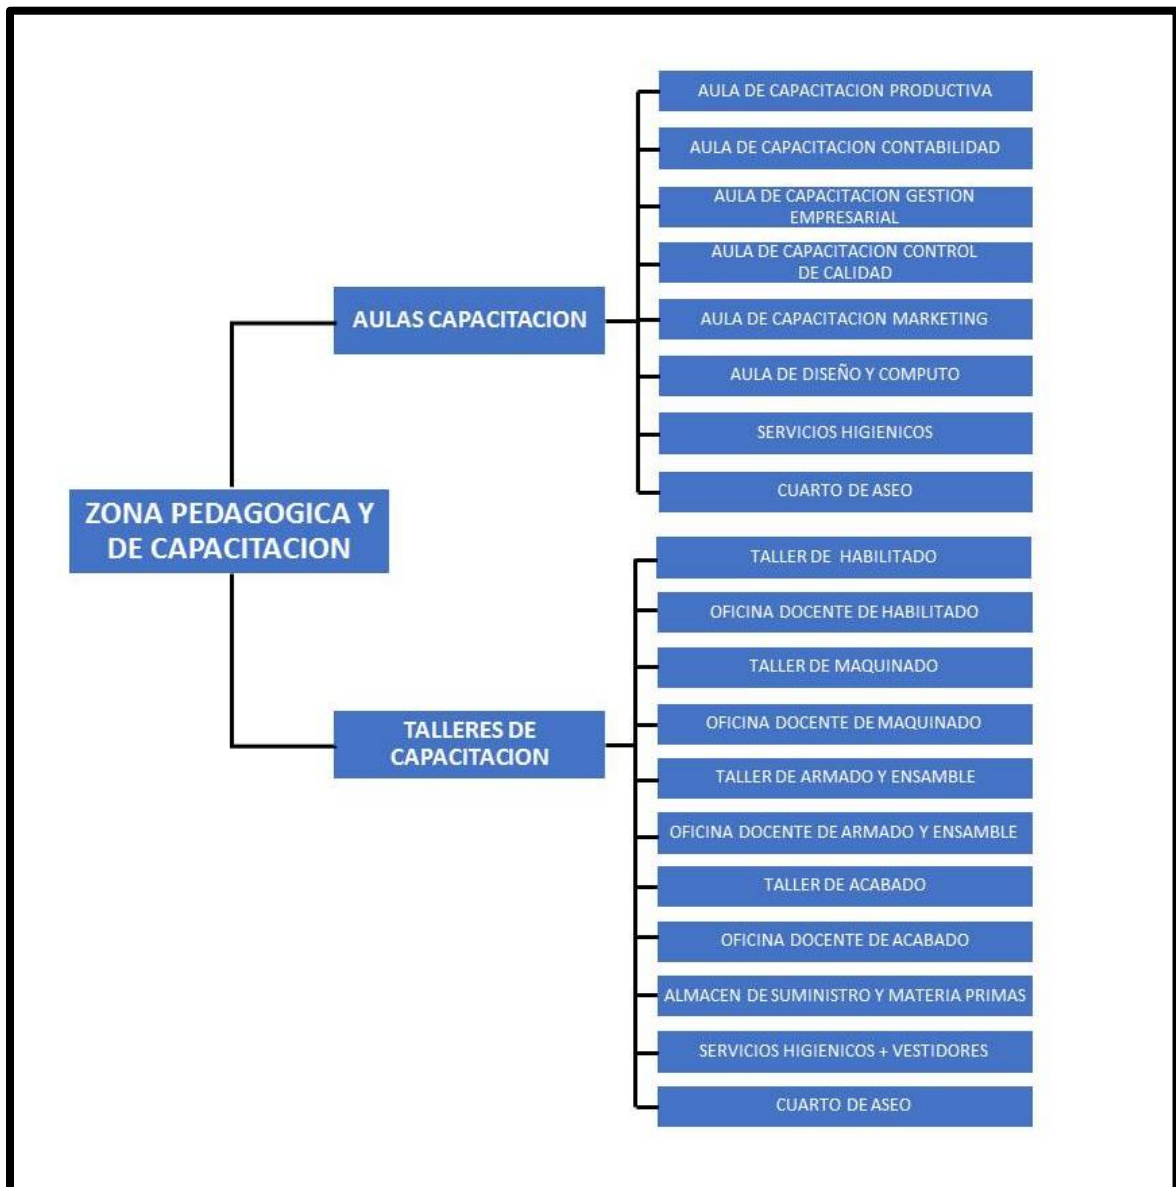 AULA DE CAPACITACION PRODUCTIVA
AULA DE CAPACITACION CONTABILIDAD
AULA DE CAPACITACION GESTION
EMPRESARIAL
AULA DE CAPACITACION CONTROL
DE CALIDAD
AULAS CAPACITACION
AULA DE CAPACITACION MARKETING
AULA DE DISEÑO Y COMPUTO
SERVICIOS HIGIENICOS
CUARTO DE ASEO
ZONA PEDAGOGICA Y
DE CAPACITACION
TALLER DE HABILITADO
OFICINA DOCENTE DE HABILITADO
TALLER DE MAQUINADO
OFICINA DOCENTE DE MAQUINADO
TALLERES DE
CAPACITACION
TALLER DE ARMADO Y ENSAMBLE
OFICINA DOCENTE DE ARMADO Y ENSAMBLE
TALLER DE ACABADO
OFICINA DOCENTE DE ACABADO
ALMACEN DE SUMINISTRO Y MATERIA PRIMAS
SERVICIOS HIGIENICOS + VESTIDORES
CUARTO DE ASEO